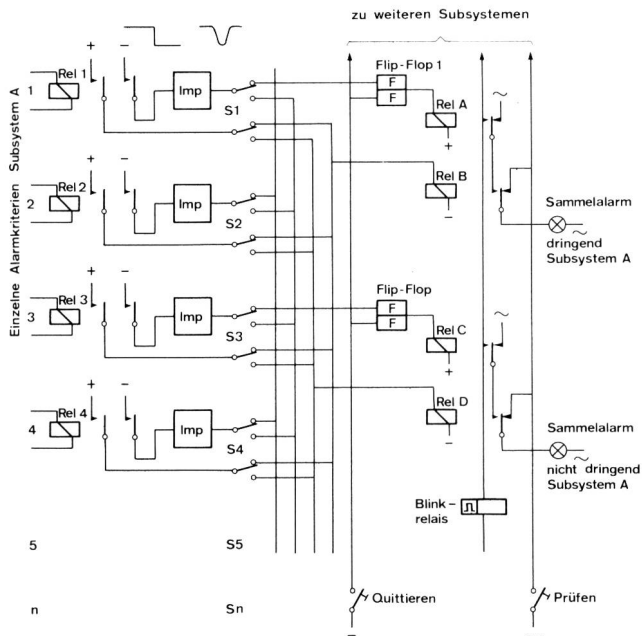 zu weiteren Subsystemen
Einzelne Alarmkriterien Subsystem A
+ −
1 Rel 1 Imp S1
Flip-Flop 1
F
F
Rel A
+
Rel B
−
~
Sammelalarm
~
dringend
Subsystem A
+ −
2 Rel 2 Imp S2
+ −
3 Rel 3 Imp S3
Flip-Flop
F
F
Rel C
+
Rel D
−
~
Sammelalarm
~
nicht dringend
Subsystem A
+ −
4 Rel 4 Imp S4
Blink-
relais
5 S5
n Sn
Quittieren
Prüfen